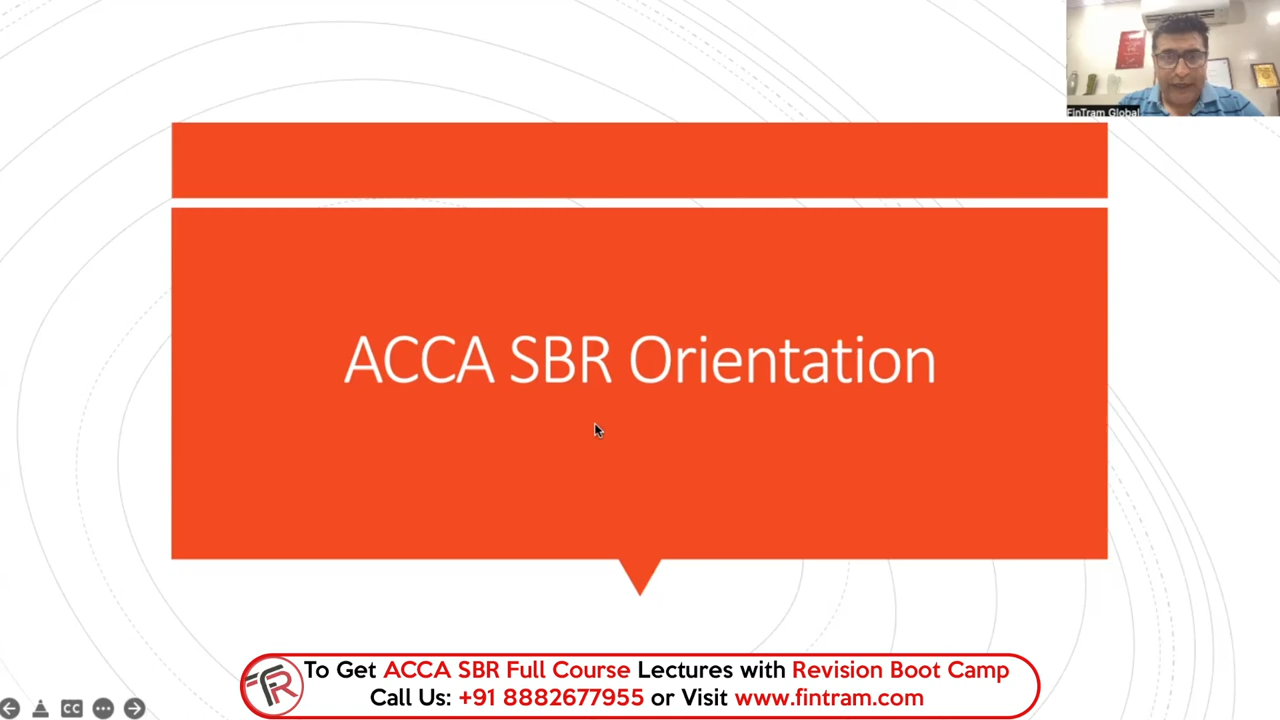 FinTram Global
ACCA SBR Orientation
To Get ACCA SBR Full Course Lectures with Revision Boot Camp
Call Us: +91 8882677955 or Visit www.fintram.com
CC